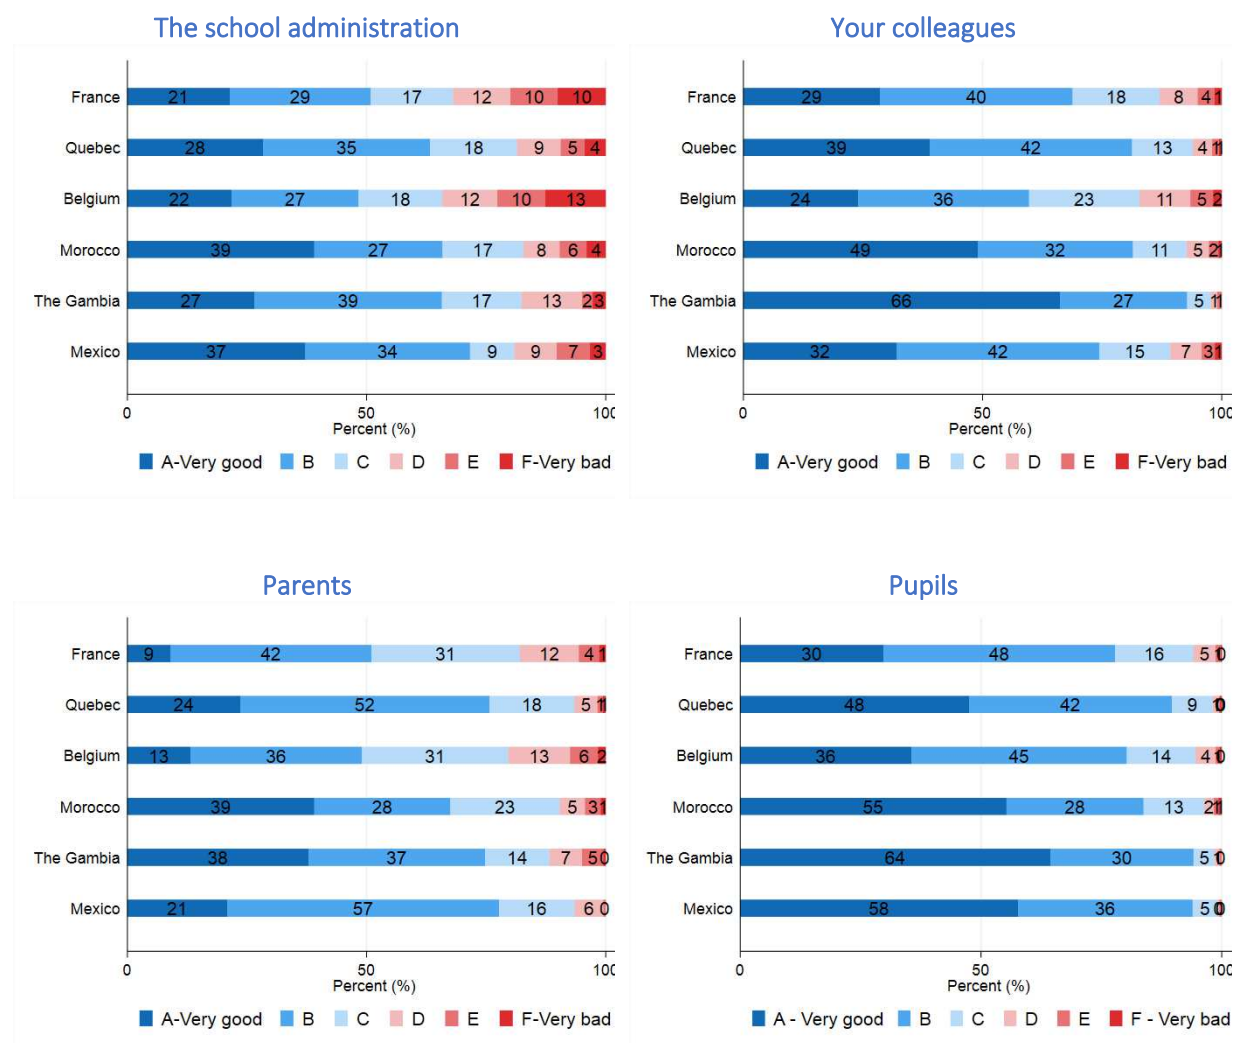 The school administration
France 21 29 17 12 10 10
Quebec 28 35 18 9 5 4
Belgium 22 27 18 12 10 13
Morocco 39 27 17 8 6 4
The Gambia 27 39 17 13 2 3
Mexico 37 34 9 9 7 3
0 50 100
Percent (%)
A-Very good B C D E F-Very bad
Your colleagues
France 29 40 18 8 4 1
Quebec 39 42 13 4 1 1
Belgium 24 36 23 11 5 2
Morocco 49 32 11 5 2 1
The Gambia 66 27 5 1 1
Mexico 32 42 15 7 3 1
0 50 100
Percent (%)
A-Very good B C D E F-Very bad
Parents
France 9 42 31 12 4 1
Quebec 24 52 18 5 1 1
Belgium 13 36 31 13 6 2
Morocco 39 28 23 5 3 1
The Gambia 38 37 14 7 5 0
Mexico 21 57 16 6 0
0 50 100
Percent (%)
A-Very good B C D E F-Very bad
Pupils
France 30 48 16 5 1 0
Quebec 48 42 9 1 0
Belgium 36 45 14 4 1 0
Morocco 55 28 13 2 1 1
The Gambia 64 30 5 1 0
Mexico 58 36 5 0 0
0 50 100
Percent (%)
A - Very good B C D E F - Very bad